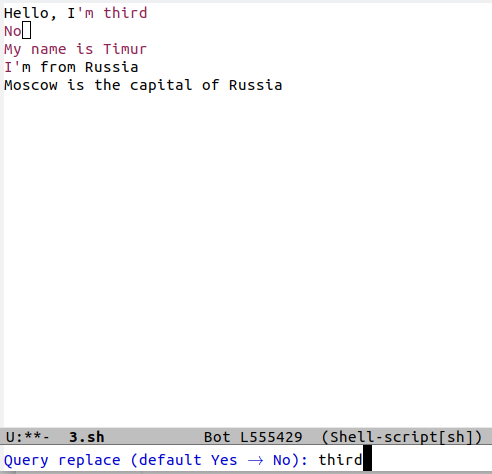 Hello, I'm third
No
My name is Timur
I'm from Russia
Moscow is the capital of Russia
U:**-  3.sh           Bot L555429  (Shell-script[sh])
Query replace (default Yes → No): third